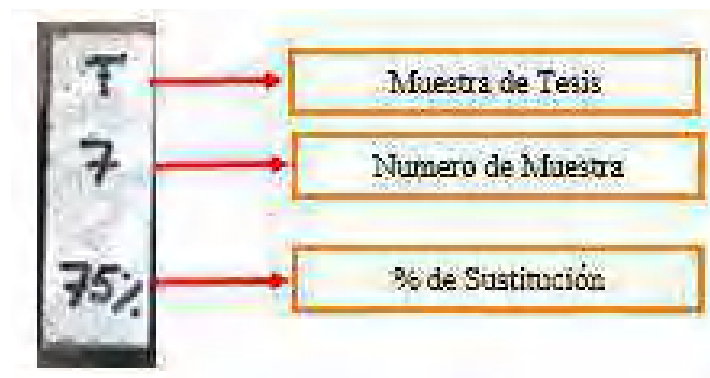 T
Muestra de Tesis
7
Numero de Muestra
75%
% de Sustitución